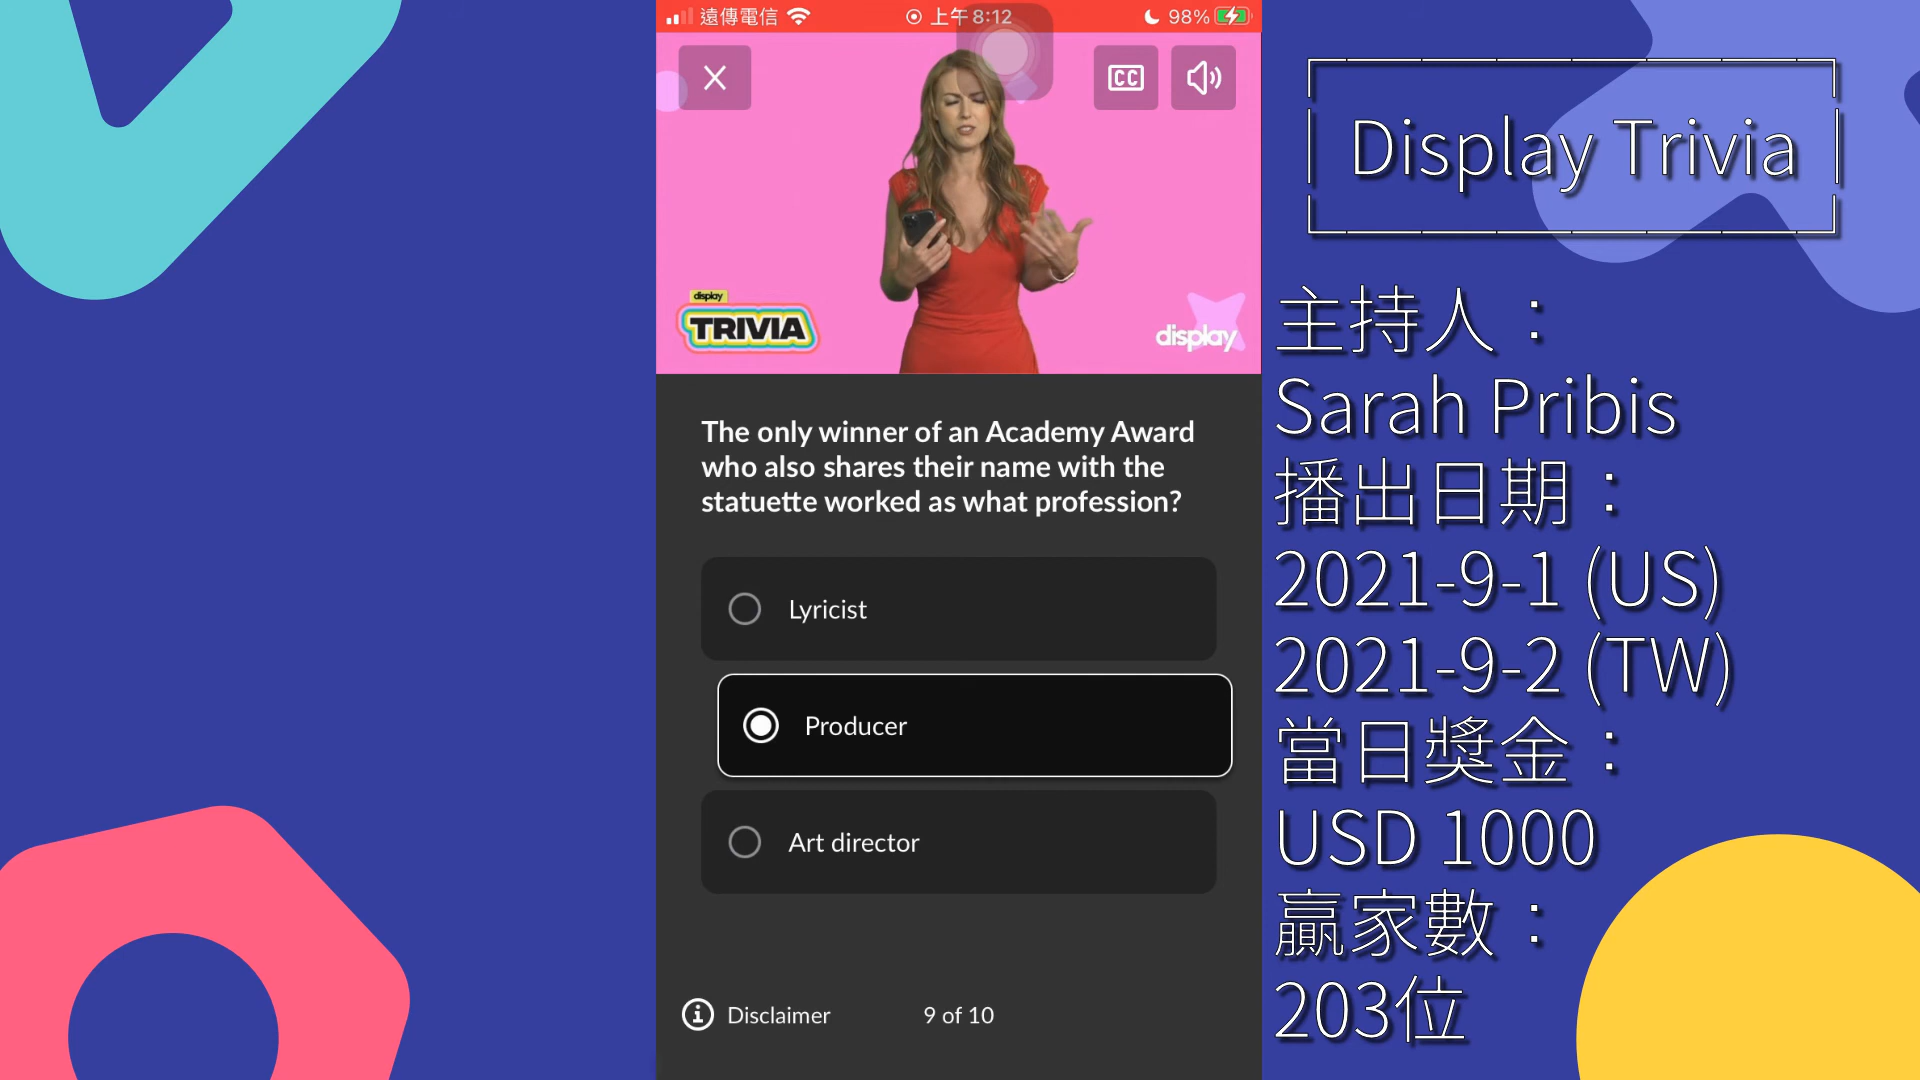 遠傳電信
上午8:12
98%
CC
display
TRIVIA
display
The only winner of an Academy Award
who also shares their name with the
statuette worked as what profession?
Lyricist
Producer
Art director
Disclaimer
9 of 10
Display Trivia
主持人：
Sarah Pribis
播出日期：
2021-9-1 (US)
2021-9-2 (TW)
當日獎金：
USD 1000
贏家數：
203位